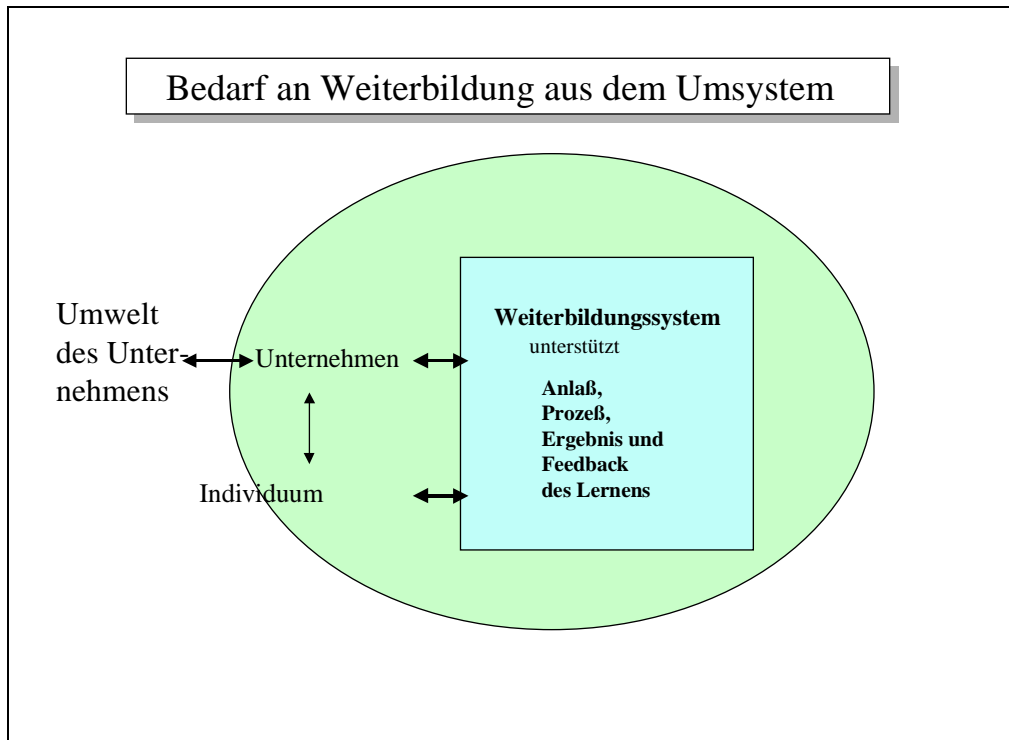 Bedarf an Weiterbildung aus dem Umsystem
Umwelt
des Unter-
nehmens
Unternehmen
Individuum
Weiterbildungssystem
unterstützt
Anlaß,
Prozeß,
Ergebnis und
Feedback
des Lernens